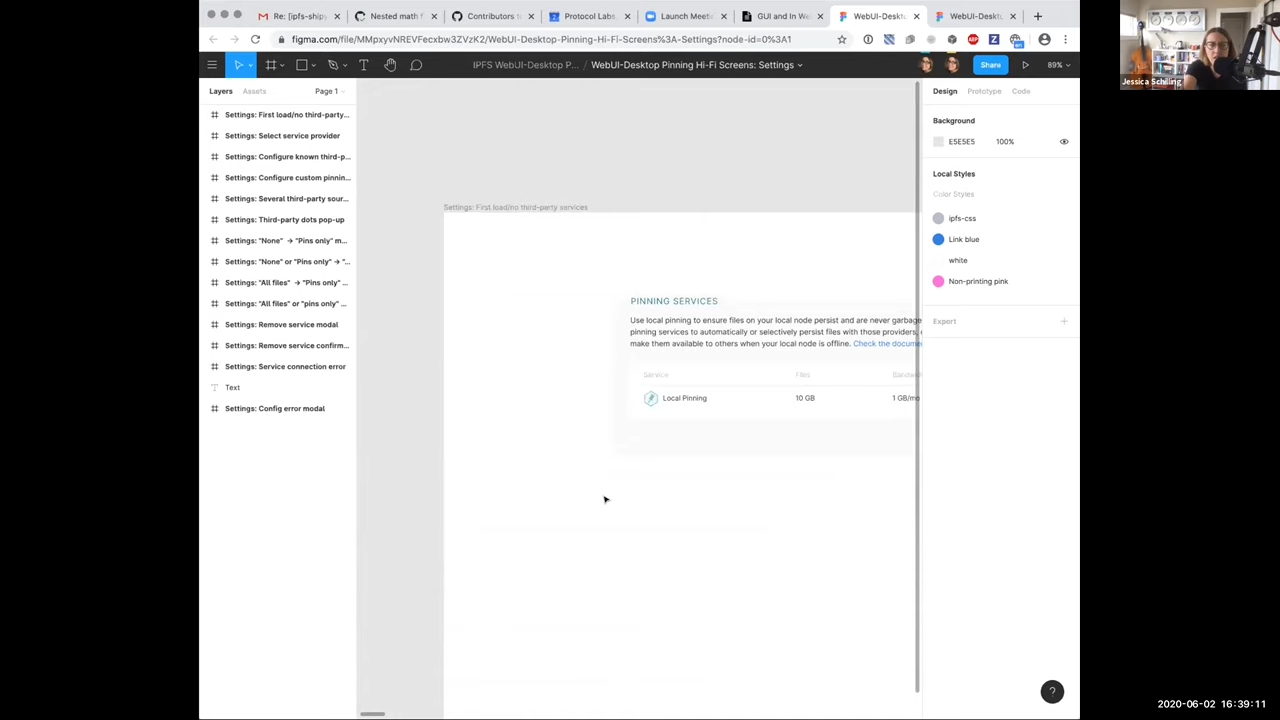 Re: [ipfs-shipy
Nested math f
Contributors t
Protocol Labs,
Launch Meeti
GUI and In We
WebUI-Deskto
WebUI-Deskt
figma.com/file/MMpxyvNREVFecxbw3ZVzK2/WebUI-Desktop-Pinning-Hi-Fi-Screens%3A-Settings?node-id=0%3A1
ABP
Z
T
IPFS WebUI-Desktop P... / WebUI-Desktop Pinning Hi-Fi Screens: Settings
Share
89%
Layers
Assets
Page 1
Settings: First load/no third-party...
Settings: Select service provider
Settings: Configure known third-p...
Settings: Configure custom pinnin...
Settings: Several third-party sour...
Settings: Third-party dots pop-up
Settings: "None" → "Pins only" m...
Settings: "None" or "Pins only" → "...
Settings: "All files" → "Pins only" ...
Settings: "All files" or "pins only" ...
Settings: Remove service modal
Settings: Remove service confirm...
Settings: Service connection error
Text
Settings: Config error modal
Settings: First load/no third-party services
PINNING SERVICES
Use local pinning to ensure files on your local node persist and are never garbage
pinning services to automatically or selectively persist files with those providers,
make them available to others when your local node is offline. Check the docume
Service
Files
Bandwidt
Local Pinning
10 GB
1 GB/mo
Design
Prototype
Code
Background
E5E5E5
100%
Local Styles
Color Styles
ipfs-css
Link blue
white
Non-printing pink
Export
?
Jessica Schilling
2020-06-02 16:39:11